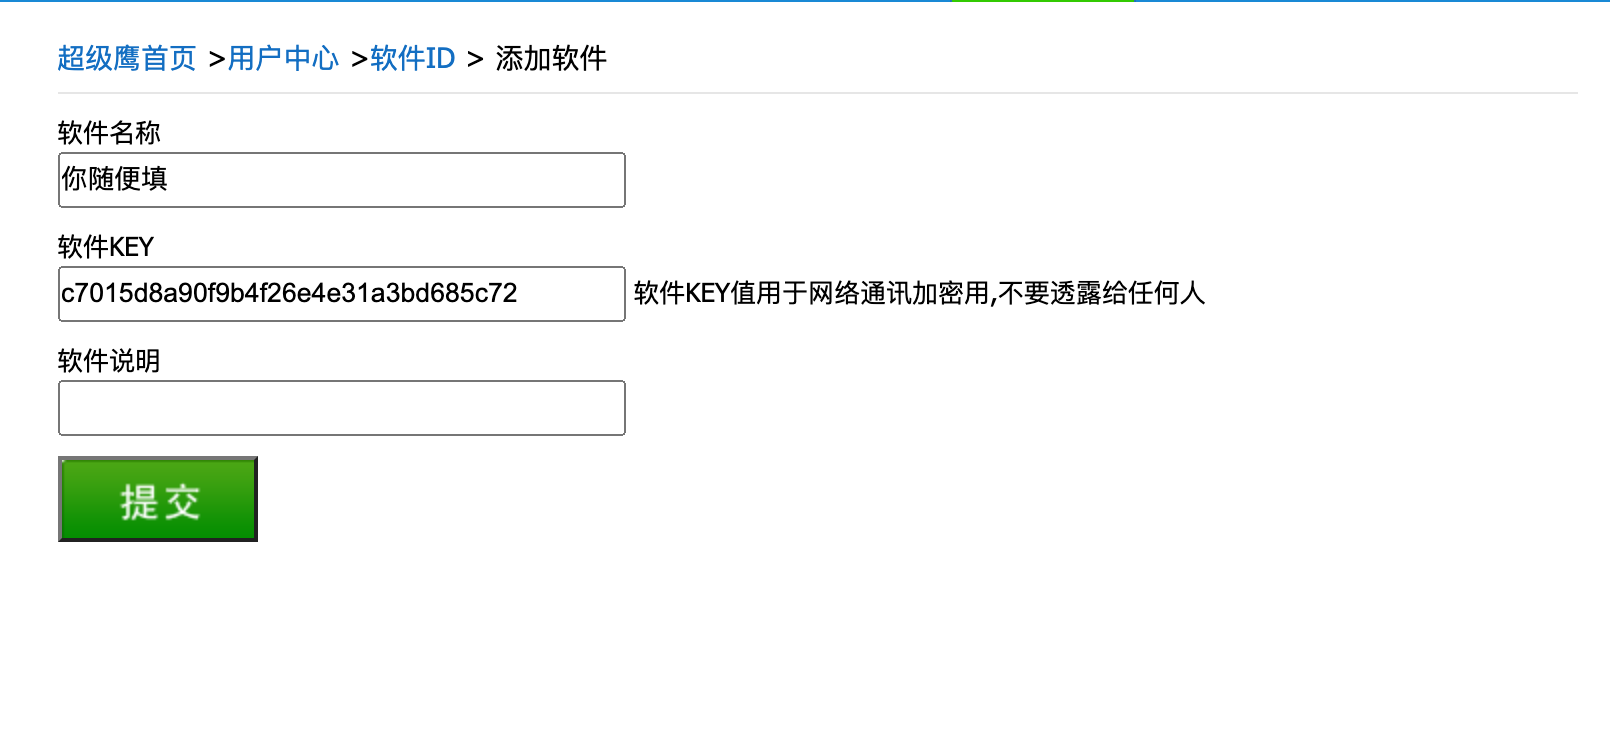 超级鹰首页 >用户中心 >软件ID > 添加软件
软件名称
你随便填
软件KEY
c7015d8a90f9b4f26e4e31a3bd685c72 软件KEY值用于网络通讯加密用,不要透露给任何人
软件说明
提交